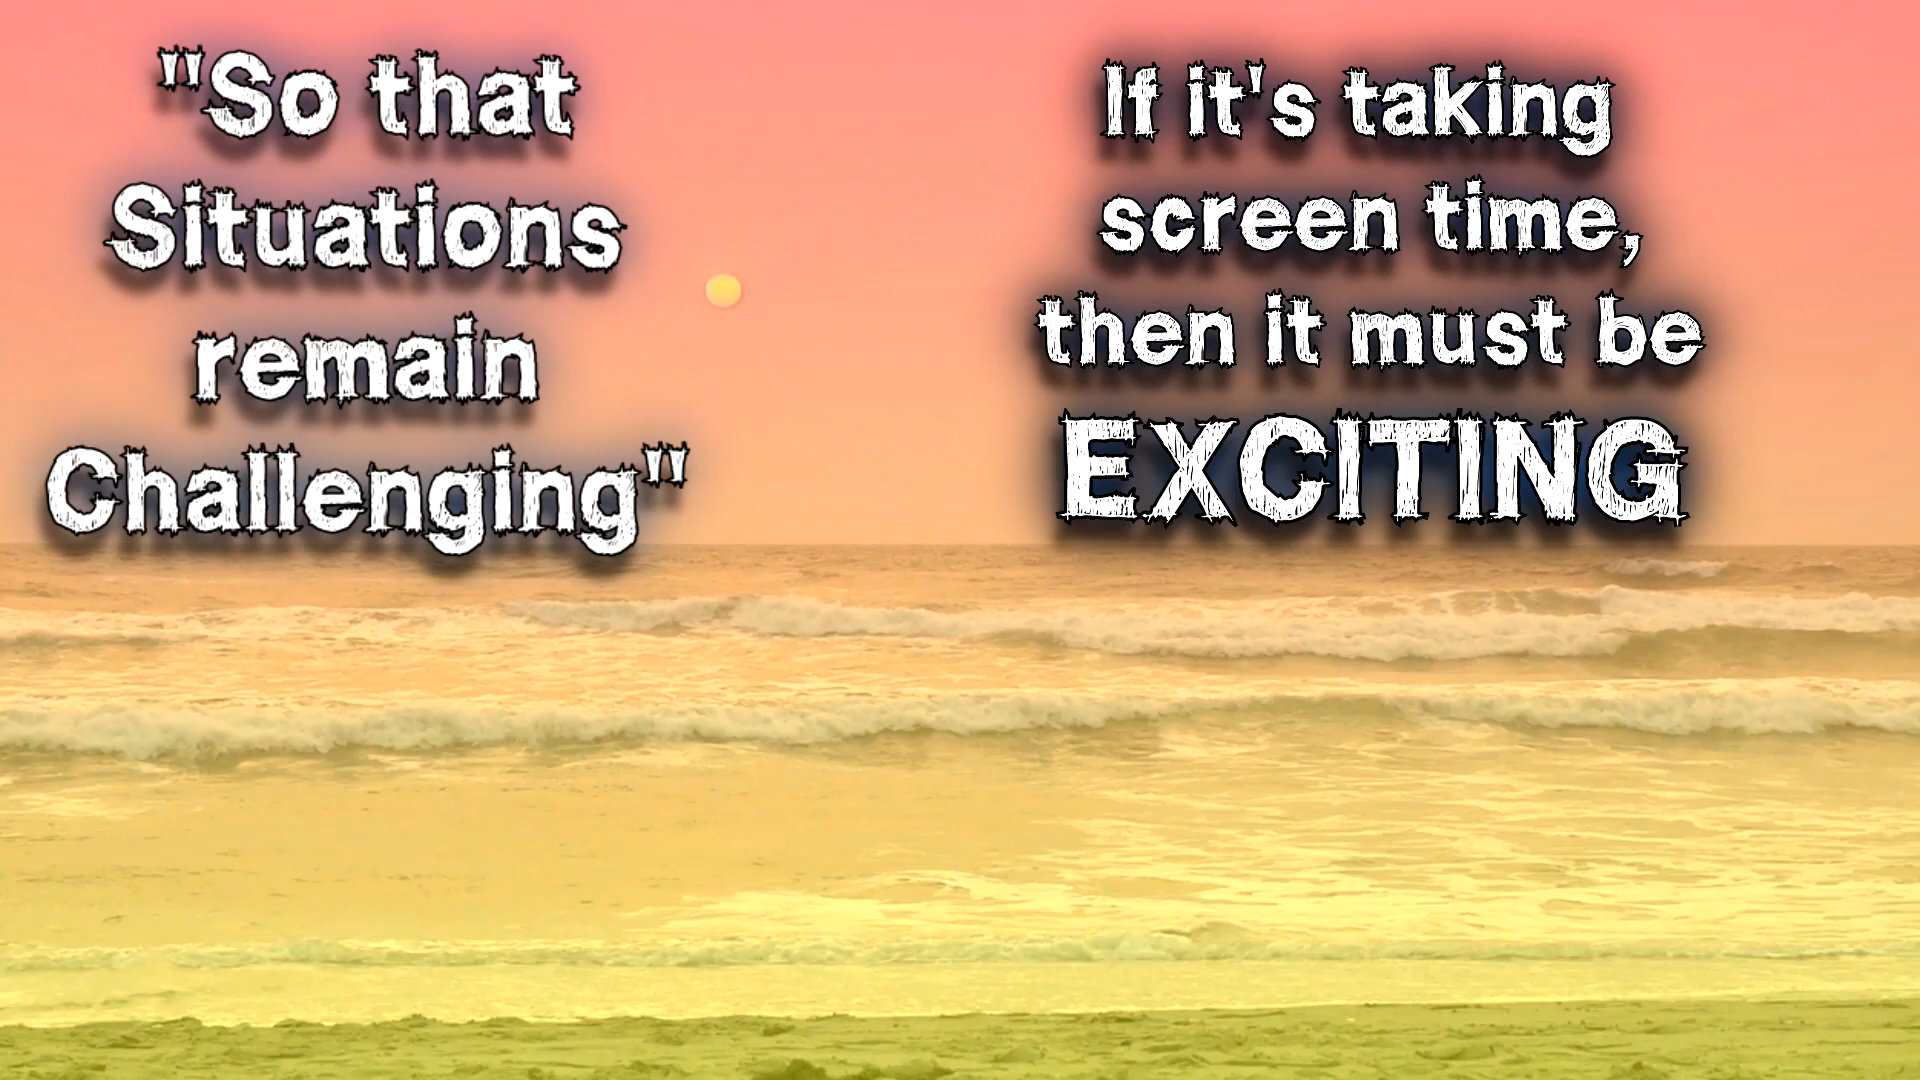 "So that
Situations
remain
Challenging"
If it's taking
screen time,
then it must be
EXCITING